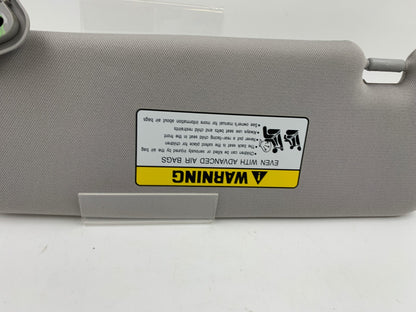 WARNING
EVEN WITH ADVANCED AIR BAGS
• Children can be killed or seriously injured by the air bag
• The back seat is the safest place for children
• Never put a rear-facing child seat in the front
• Always use seat belts and child restraints
• See owner's manual for more information about air bags